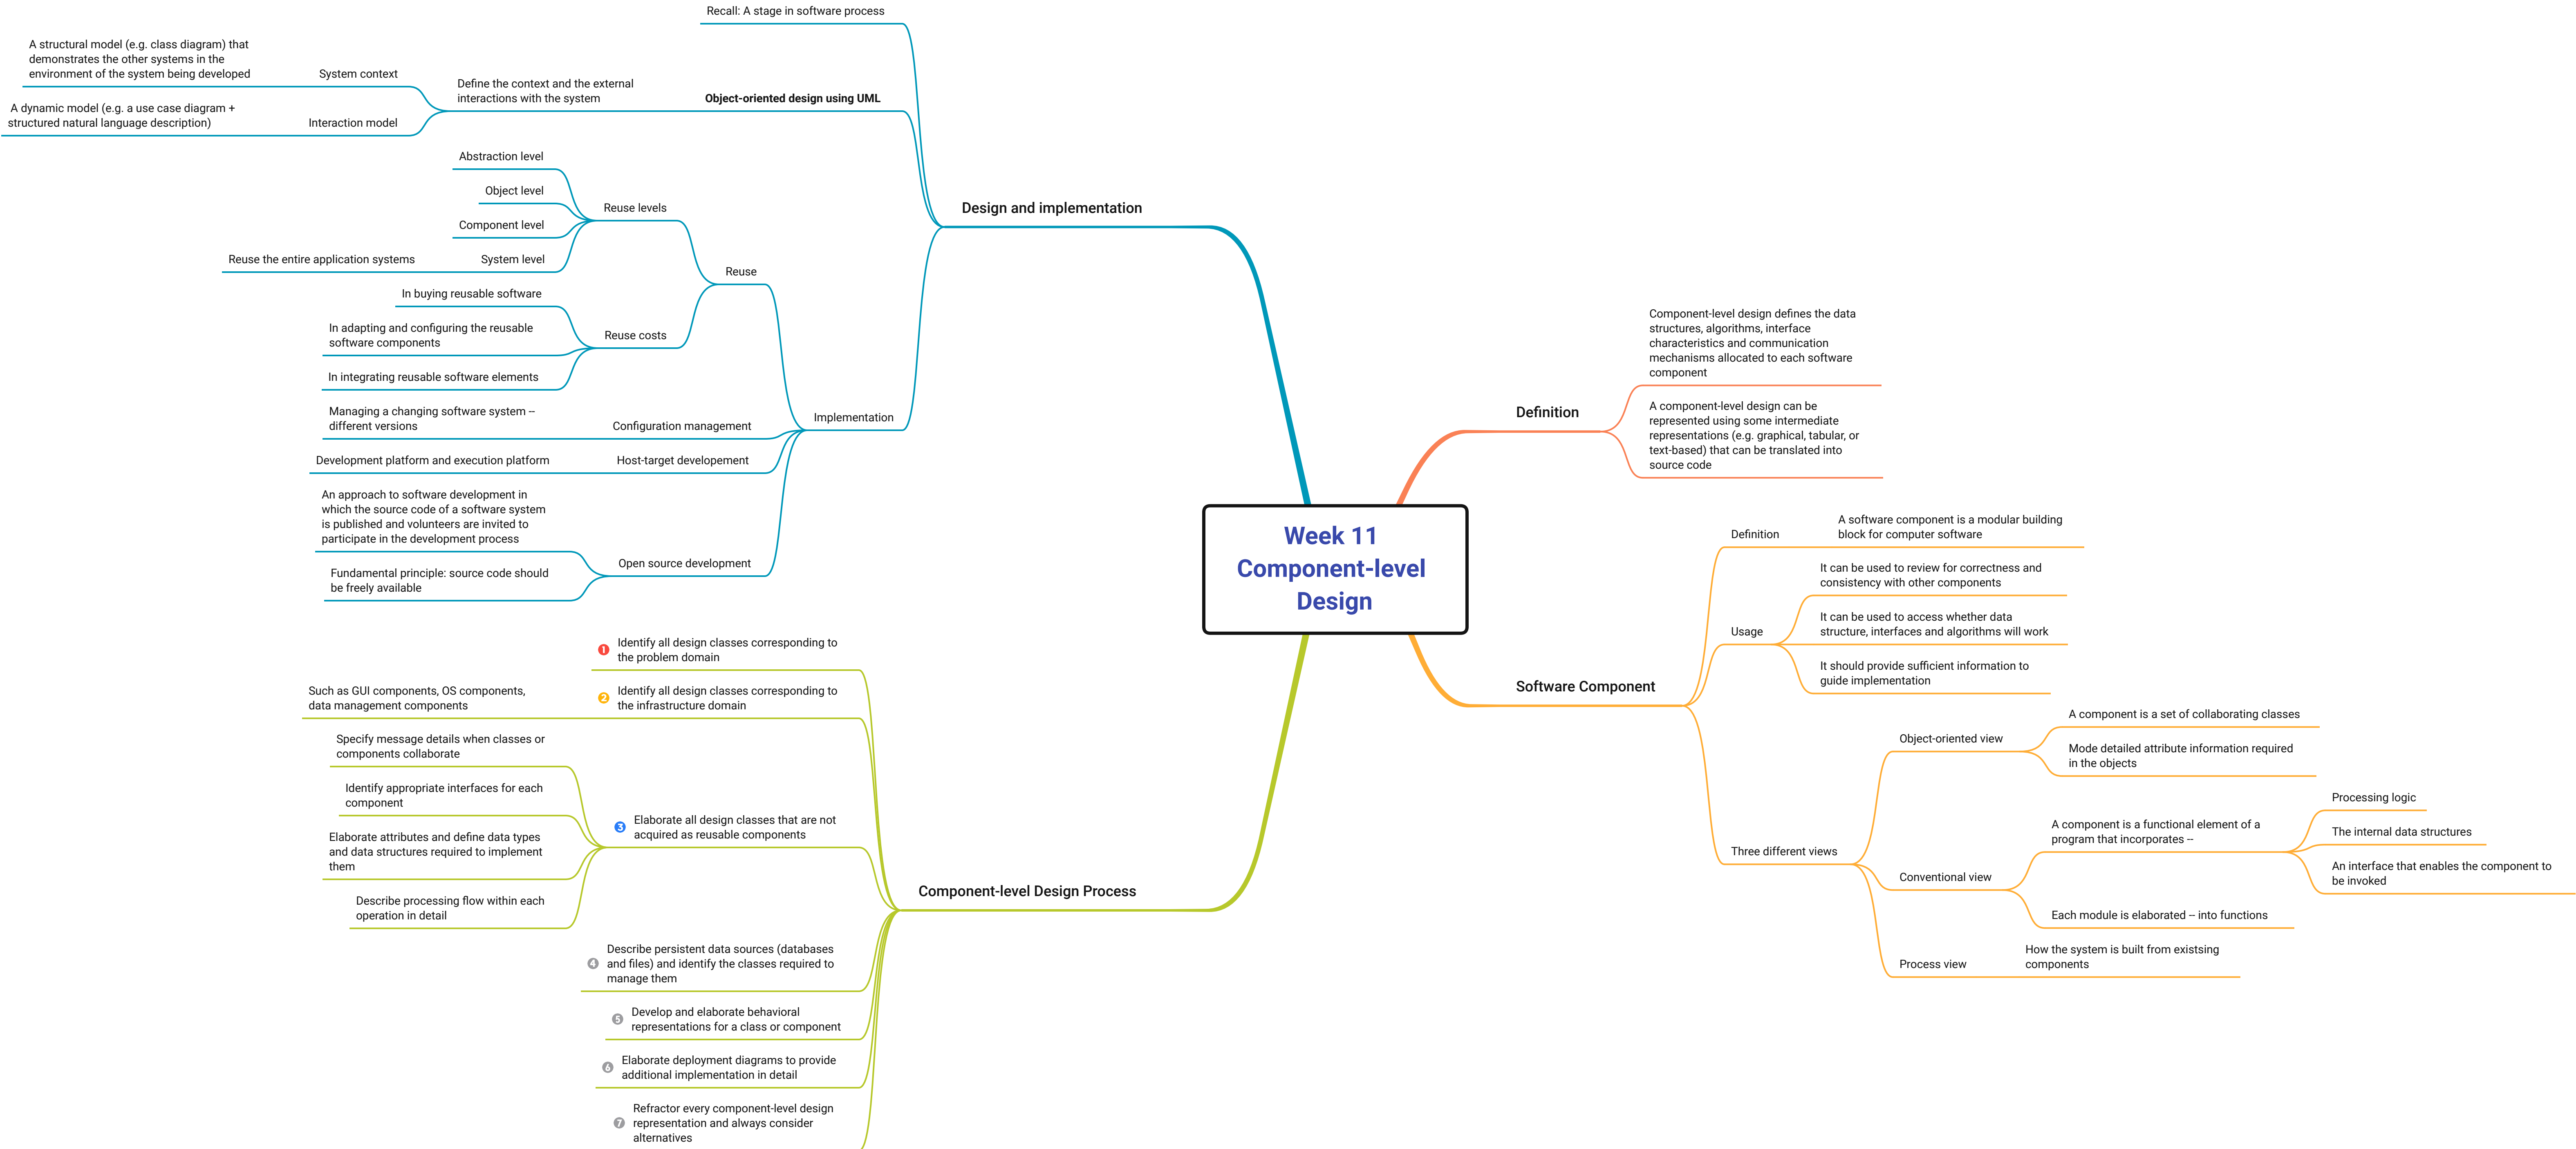 Week 11
Component-level
Design
Definition
Component-level design defines the data
structures, algorithms, interface
characteristics and communication
mechanisms allocated to each software
component
A component-level design can be
represented using some intermediate
representations (e.g. graphical, tabular, or
text-based) that can be translated into
source code
Software Component
Definition
A software component is a modular building
block for computer software
Usage
It can be used to review for correctness and
consistency with other components
It can be used to access whether data
structure, interfaces and algorithms will work
It should provide sufficient information to
guide implementation
Three different views
Object-oriented view
A component is a set of collaborating classes
Mode detailed attribute information required
in the objects
Conventional view
A component is a functional element of a
program that incorporates --
Processing logic
The internal data structures
An interface that enables the component to
be invoked
Each module is elaborated -- into functions
Process view
How the system is built from existsing
components
Design and implementation
Recall: A stage in software process
Object-oriented design using UML
Define the context and the external
interactions with the system
System context
A structural model (e.g. class diagram) that
demonstrates the other systems in the
environment of the system being developed
Interaction model
A dynamic model (e.g. a use case diagram +
structured natural language description)
Implementation
Reuse
Reuse levels
Abstraction level
Object level
Component level
System level
Reuse the entire application systems
Reuse costs
In buying reusable software
In adapting and configuring the reusable
software components
In integrating reusable software elements
Configuration management
Managing a changing software system --
different versions
Host-target developement
Development platform and execution platform
Open source development
An approach to software development in
which the source code of a software system
is published and volunteers are invited to
participate in the development process
Fundamental principle: source code should
be freely available
Component-level Design Process
1 Identify all design classes corresponding to
the problem domain
2 Identify all design classes corresponding to
the infrastructure domain
Such as GUI components, OS components,
data management components
3 Elaborate all design classes that are not
acquired as reusable components
Specify message details when classes or
components collaborate
Identify appropriate interfaces for each
component
Elaborate attributes and define data types
and data structures required to implement
them
Describe processing flow within each
operation in detail
4 Describe persistent data sources (databases
and files) and identify the classes required to
manage them
5 Develop and elaborate behavioral
representations for a class or component
6 Elaborate deployment diagrams to provide
additional implementation in detail
7 Refractor every component-level design
representation and always consider
alternatives